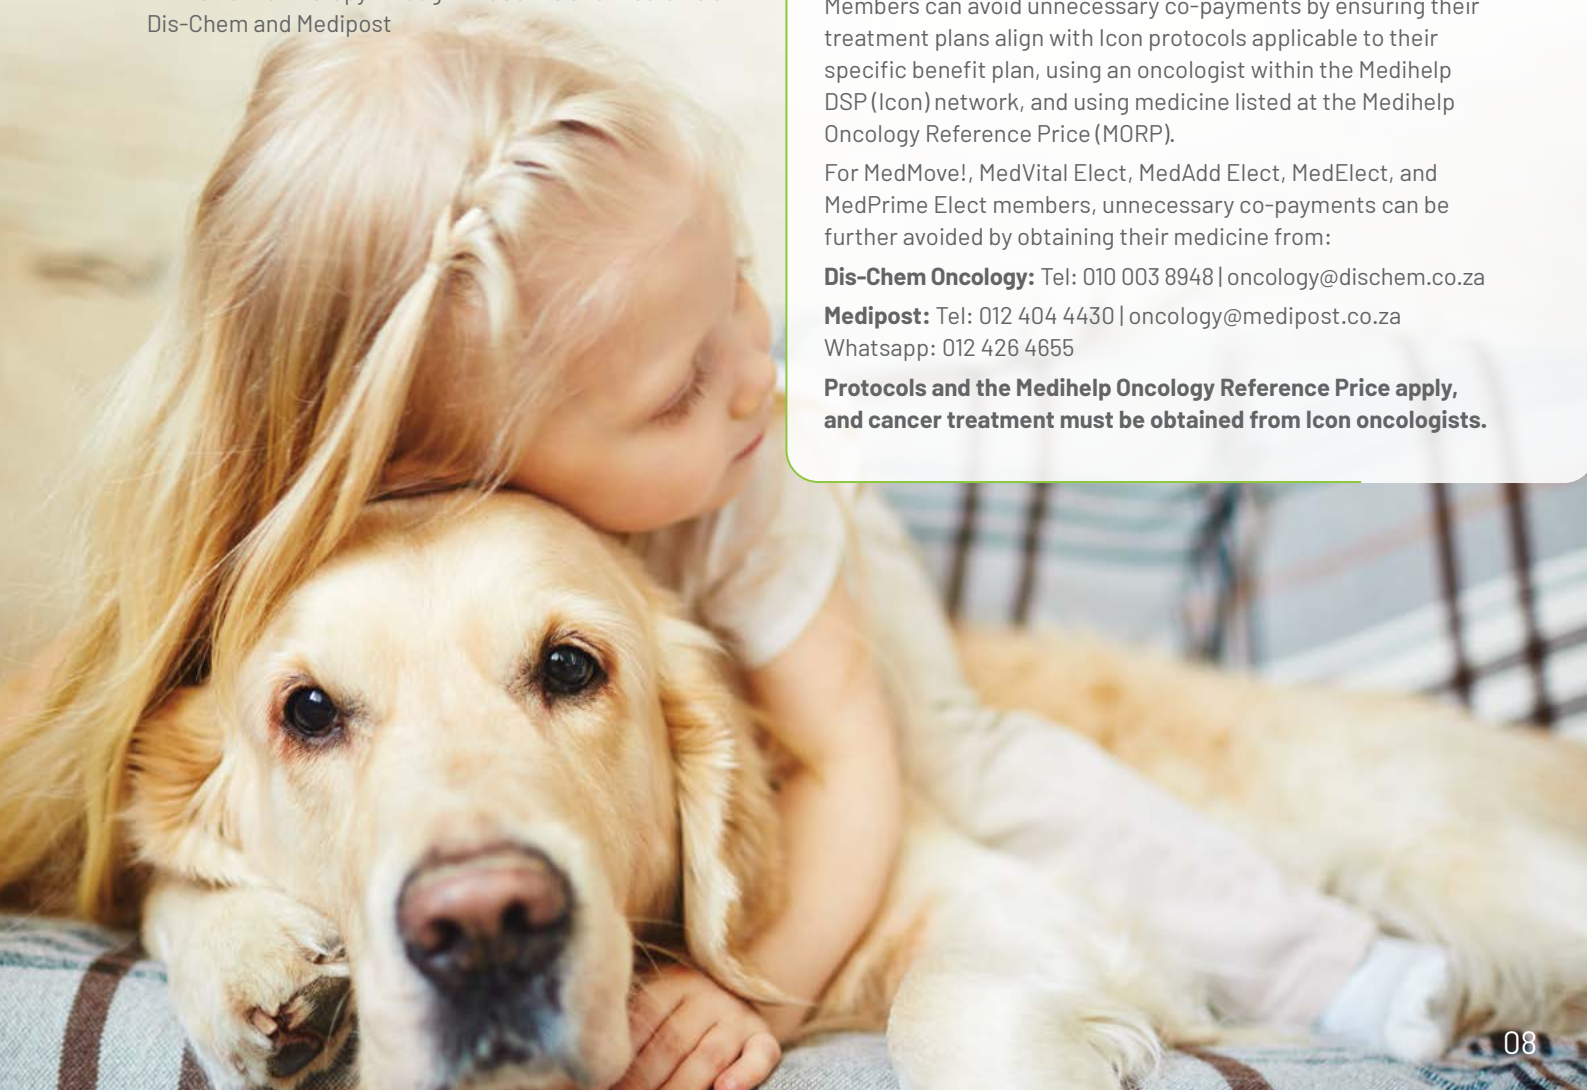 Dis-Chem and Medipost
Members can avoid unnecessary co-payments by ensuring their
treatment plans align with Icon protocols applicable to their
specific benefit plan, using an oncologist within the Medihelp
DSP (Icon) network, and using medicine listed at the Medihelp
Oncology Reference Price (MORP).
For MedMove!, MedVital Elect, MedAdd Elect, MedElect, and
MedPrime Elect members, unnecessary co-payments can be
further avoided by obtaining their medicine from:
Dis-Chem Oncology: Tel: 010 003 8948 | oncology@dischem.co.za
Medipost: Tel: 012 404 4430 | oncology@medipost.co.za
Whatsapp: 012 426 4655
Protocols and the Medihelp Oncology Reference Price apply,
and cancer treatment must be obtained from Icon oncologists.
08